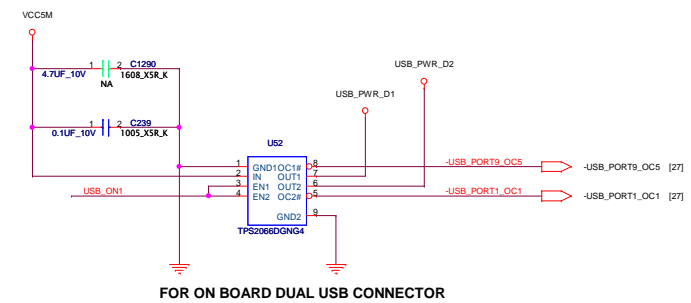 VCC5M
1 2 C1290
4.7UF_10V 1608_X5R_K
NA
USB_PWR_D2
USB_PWR_D1
1 2 C239
0.1UF_10V 1005_X5R_K
U52
1 GND1 OC1# 8 -USB_PORT9_OC5 -USB_PORT9_OC5 [27]
2 IN OUT1 7
3 EN1 OUT2 6
USB_ON1 4 EN2 OC2# 5 -USB_PORT1_OC1 -USB_PORT1_OC1 [27]
GND2 9
TPS2066DGNG4
FOR ON BOARD DUAL USB CONNECTOR